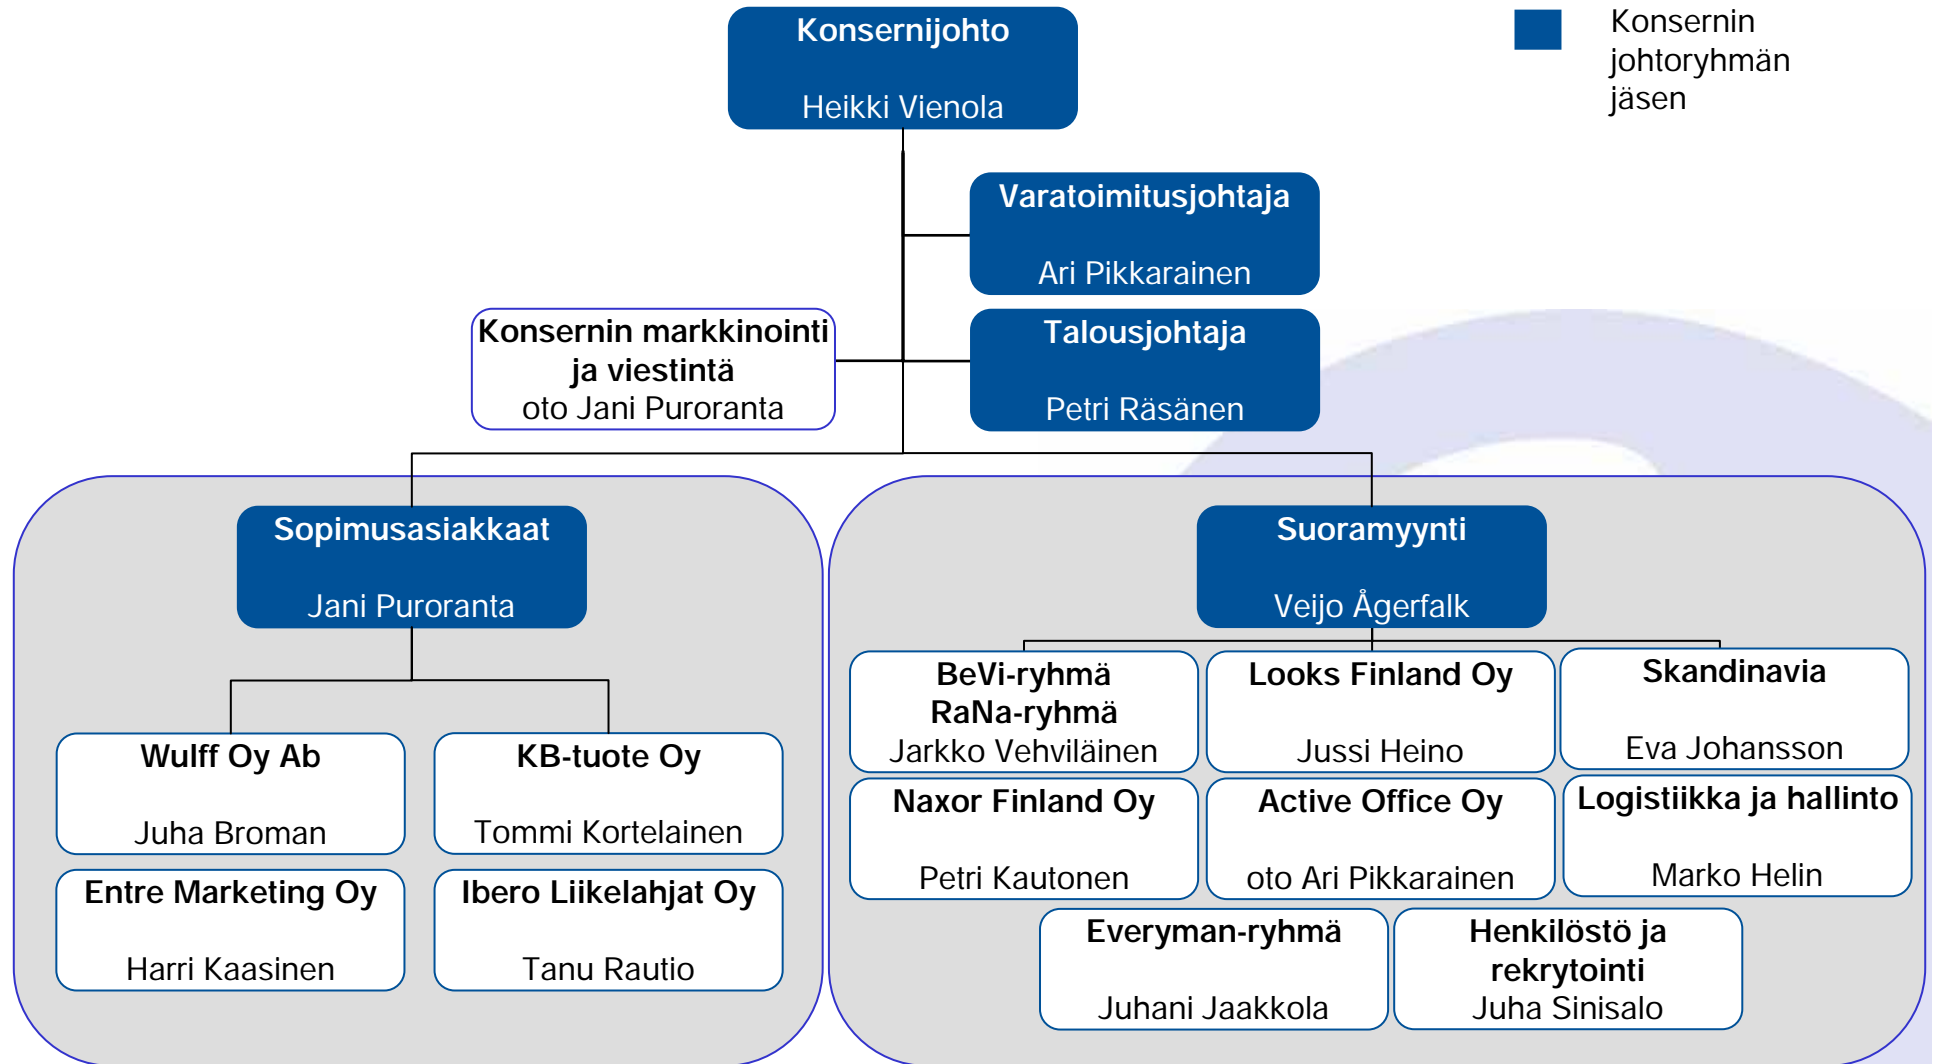 Konsernijohto
Heikki Vienola
Konsernin
johtoryhmän
jäsen
Varatoimitusjohtaja
Ari Pikkarainen
Konsernin markkinointi
ja viestintä
oto Jani Puroranta
Talousjohtaja
Petri Räsänen
Sopimusasiakkaat
Jani Puroranta
Wulff Oy Ab
Juha Broman
KB-tuote Oy
Tommi Kortelainen
Entre Marketing Oy
Harri Kaasinen
Ibero Liikelahjat Oy
Tanu Rautio
Suoramyynti
Veijo Ågerfalk
BeVi-ryhmä
RaNa-ryhmä
Jarkko Vehviläinen
Looks Finland Oy
Jussi Heino
Skandinavia
Eva Johansson
Naxor Finland Oy
Petri Kautonen
Active Office Oy
oto Ari Pikkarainen
Logistiikka ja hallinto
Marko Helin
Everyman-ryhmä
Juhani Jaakkola
Henkilöstö ja
rekrytointi
Juha Sinisalo